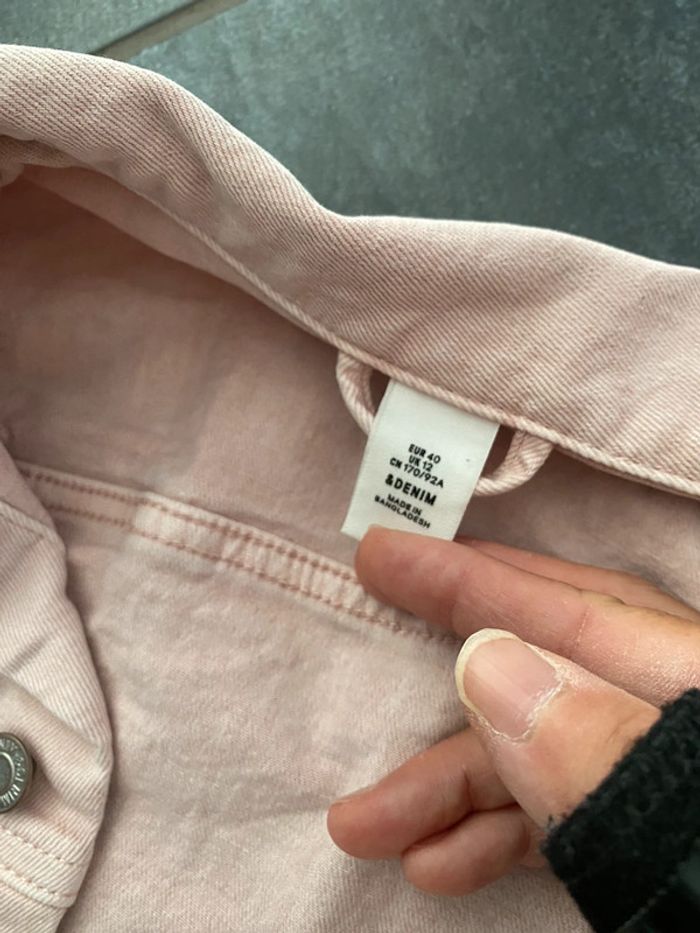 EUR 40
UK 12
CN 170/92A
&DENIM
MADE IN
BANGLADESH